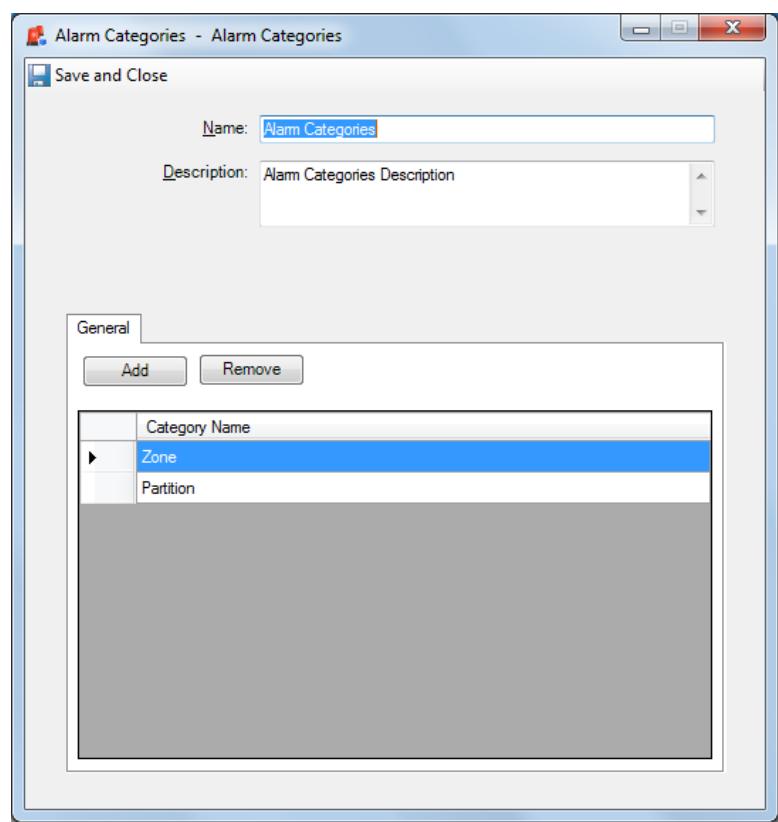 Alarm Categories - Alarm Categories
Save and Close
Name: Alarm Categories
Description: Alarm Categories Description
General
Add Remove
Category Name
Zone
Partition